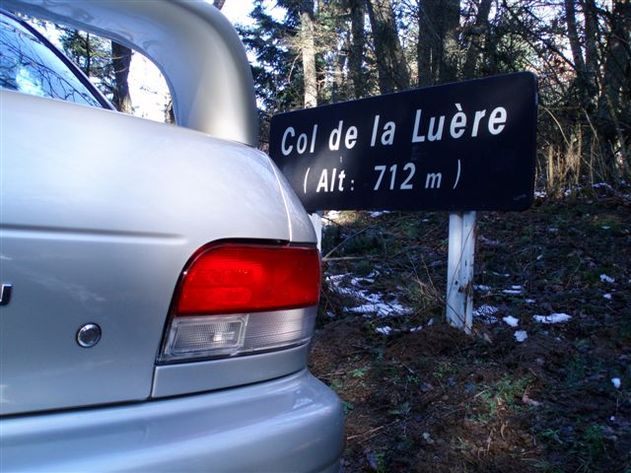 Col de la Luère
( Alt : 712 m )